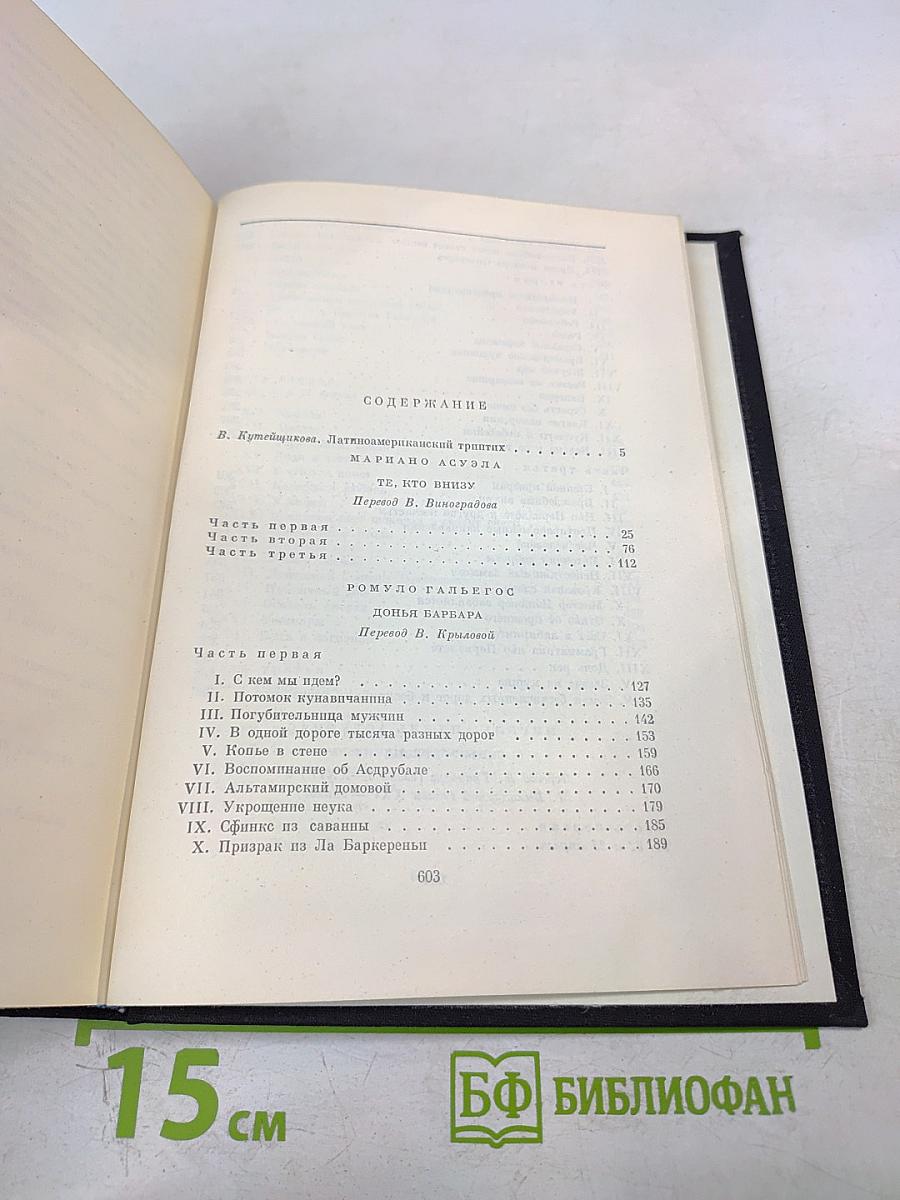 СОДЕРЖАНИЕ
В. Кутейщикова. Латиноамериканский триптих . . . . . . . . 5
МАРИАНО АСУЭЛА
ТЕ, КТО ВНИЗУ
Перевод В. Виноградова
Часть первая . . . . . . . . . . . . . . . . . . . . 25
Часть вторая . . . . . . . . . . . . . . . . . . . . 76
Часть третья . . . . . . . . . . . . . . . . . . . . 112
РОМУЛО ГАЛЬЕГОС
ДОНЬЯ БАРБАРА
Перевод В. Крыловой
Часть первая
I. С кем мы идем? . . . . . . . . . . . . . . . . . 127
II. Потомок кунавичанина . . . . . . . . . . . . . . 135
III. Погубительница мужчин . . . . . . . . . . . . . 142
IV. В одной дороге тысяча разных дорог . . . . . . . . 153
V. Копье в стене . . . . . . . . . . . . . . . . . . 159
VI. Воспоминание об Асдрубале . . . . . . . . . . . . 166
VII. Альтамирский домовой . . . . . . . . . . . . . . 170
VIII. Укрощение неука . . . . . . . . . . . . . . . . 179
IX. Сфинкс из саванны . . . . . . . . . . . . . . . . 185
X. Призрак из Ла Баркереньи . . . . . . . . . . . . . 189
603
15 см
БФ БИБЛИОФАН